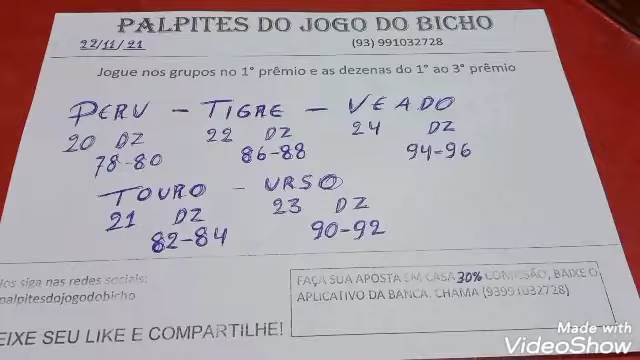 PALPITES DO JOGO DO BICHO
22/11/21 (93) 991032728
Jogue nos grupos no 1° prêmio e as dezenas do 1° ao 3° prêmio
PERU - TIGRE - VEADO
20 DZ 22 DZ 24 DZ
78-80 86-88 94-96
TOURO - URSO
21 DZ 23 DZ
82-84 90-92
siga nas redes sociais:
palpitesdojogodobicho
FAÇA SUA APOSTA EM CASA 30% COMISSÃO, BAIXE O
APLICATIVO DA BANCA. CHAMA (93991032728)
EIXE SEU LIKE E COMPARTILHE!
Made with
VideoShow